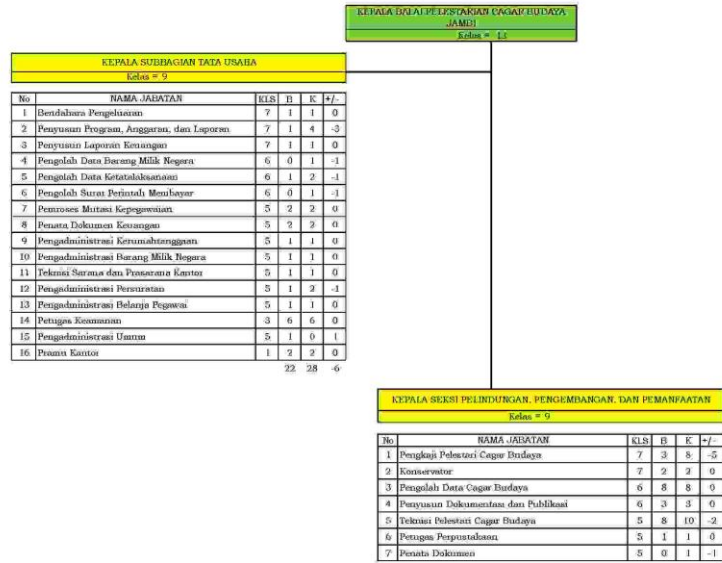 KEPALA BALAI PELESTARIAN CAGAR BUDAYA
JAMBI
Kelas = 11
KEPALA SUBBAGIAN TATA USAHA
Kelas = 9
No NAMA JABATAN KLS B K +/-
1 Bendahara Pengeluaran 7 1 1 0
2 Penyusun Program, Anggaran, dan Laporan 7 1 4 -3
3 Penyusun Laporan Keuangan 7 1 1 0
4 Pengolah Data Barang Milik Negara 6 0 1 -1
5 Pengolah Data Ketatalaksanaan 6 1 2 -1
6 Pengolah Surat Perintah Membayar 6 0 1 -1
7 Pemroses Mutasi Kepegawaian 5 2 2 0
8 Penata Dokumen Keuangan 5 2 2 0
9 Pengadministrasi Kerumahtanggaan 5 1 1 0
10 Pengadministrasi Barang Milik Negara 5 1 1 0
11 Teknisi Sarana dan Prasarana Kantor 5 1 1 0
12 Pengadministrasi Persuratan 5 1 2 -1
13 Pengadministrasi Belanja Pegawai 5 1 1 0
14 Petugas Keamanan 3 6 6 0
15 Pengadministrasi Umum 5 1 0 1
16 Pramu Kantor 1 2 2 0
22 28 -6
KEPALA SEKSI PELINDUNGAN, PENGEMBANGAN, DAN PEMANFAATAN
Kelas = 9
No NAMA JABATAN KLS B K +/-
1 Pengkaji Pelestari Cagar Budaya 7 3 8 -5
2 Konservator 7 2 2 0
3 Pengolah Data Cagar Budaya 6 8 8 0
4 Penyusun Dokumentasi dan Publikasi 6 3 3 0
5 Teknisi Pelestari Cagar Budaya 5 8 10 -2
6 Petugas Perpustakaan 5 1 1 0
7 Penata Dokumen 5 0 1 -1